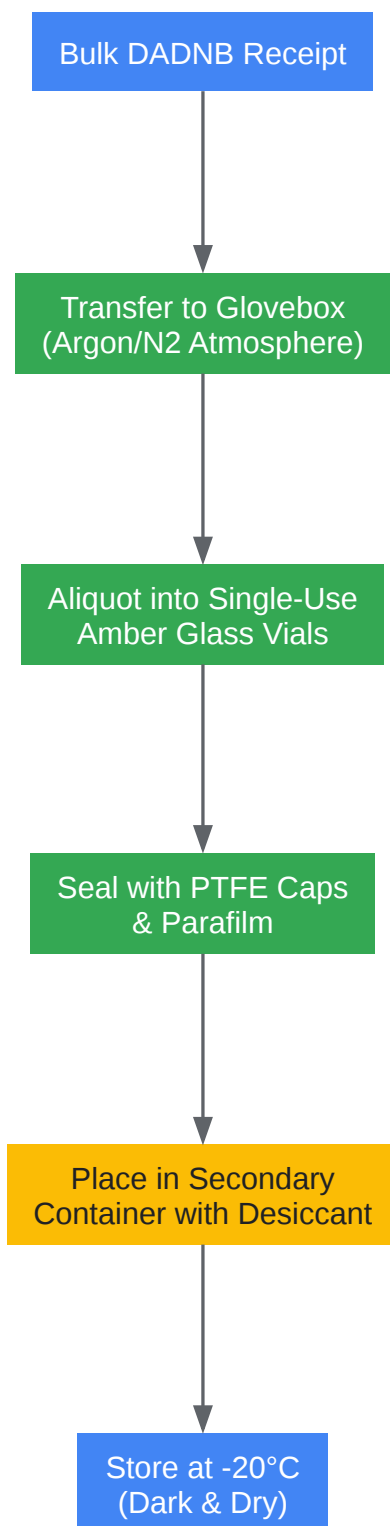 Bulk DADNB Receipt
Transfer to Glovebox
(Argon/N2 Atmosphere)
Aliquot into Single-Use
Amber Glass Vials
Seal with PTFE Caps
& Parafilm
Place in Secondary
Container with Desiccant
Store at -20°C
(Dark & Dry)